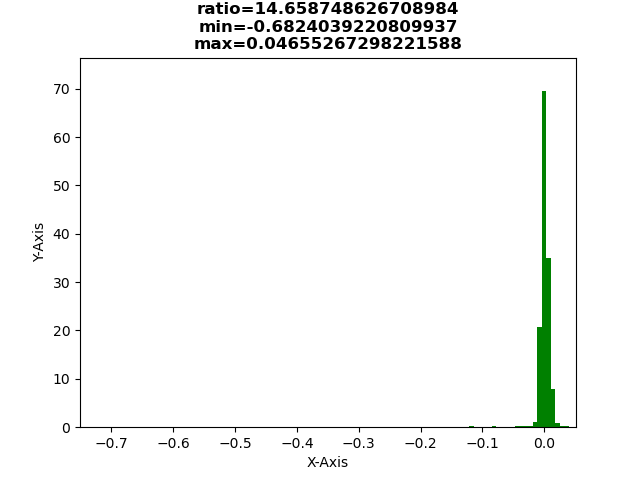 ratio=14.658748626708984
min=-0.6824039220809937
max=0.04655267298221588
Y-Axis
70
60
50
40
30
20
10
0
−0.7 −0.6 −0.5 −0.4 −0.3 −0.2 −0.1 0.0
X-Axis